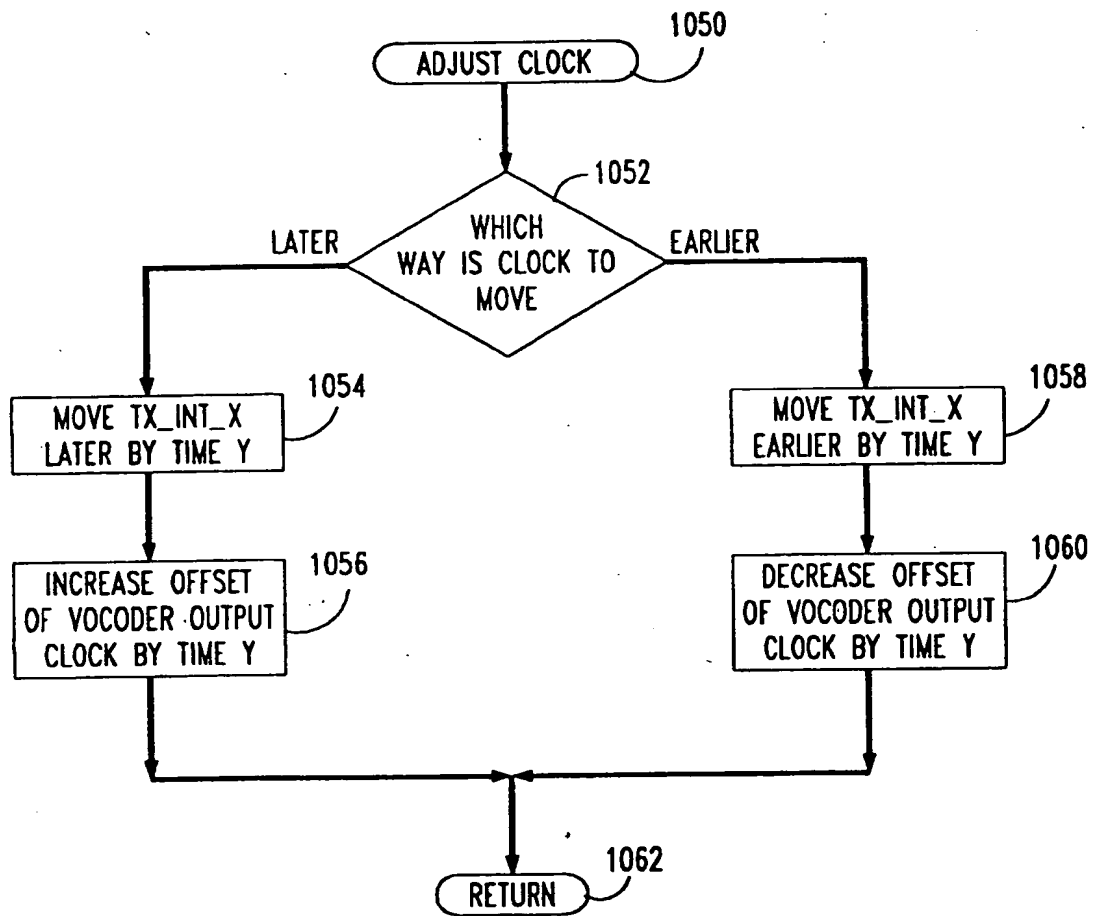 1050
ADJUST CLOCK
1052
WHICH
WAY IS CLOCK TO
MOVE
LATER
EARLIER
1054
MOVE TX_INT_X
LATER BY TIME Y
1058
MOVE TX_INT_X
EARLIER BY TIME Y
1056
INCREASE OFFSET
OF VOCODER OUTPUT
CLOCK BY TIME Y
1060
DECREASE OFFSET
OF VOCODER OUTPUT
CLOCK BY TIME Y
1062
RETURN